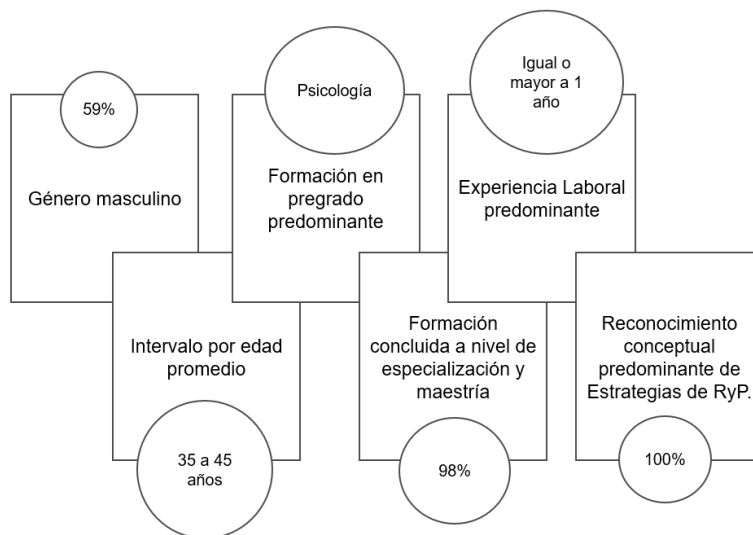 59%
Género masculino
Psicología
Formación en
pregrado
predominante
Igual o
mayor a 1
año
Experiencia Laboral
predominante
Intervalo por edad
promedio
35 a 45
años
Formación
concluida a nivel de
especialización y
maestría
98%
Reconocimiento
conceptual
predominante de
Estrategias de RyP.
100%